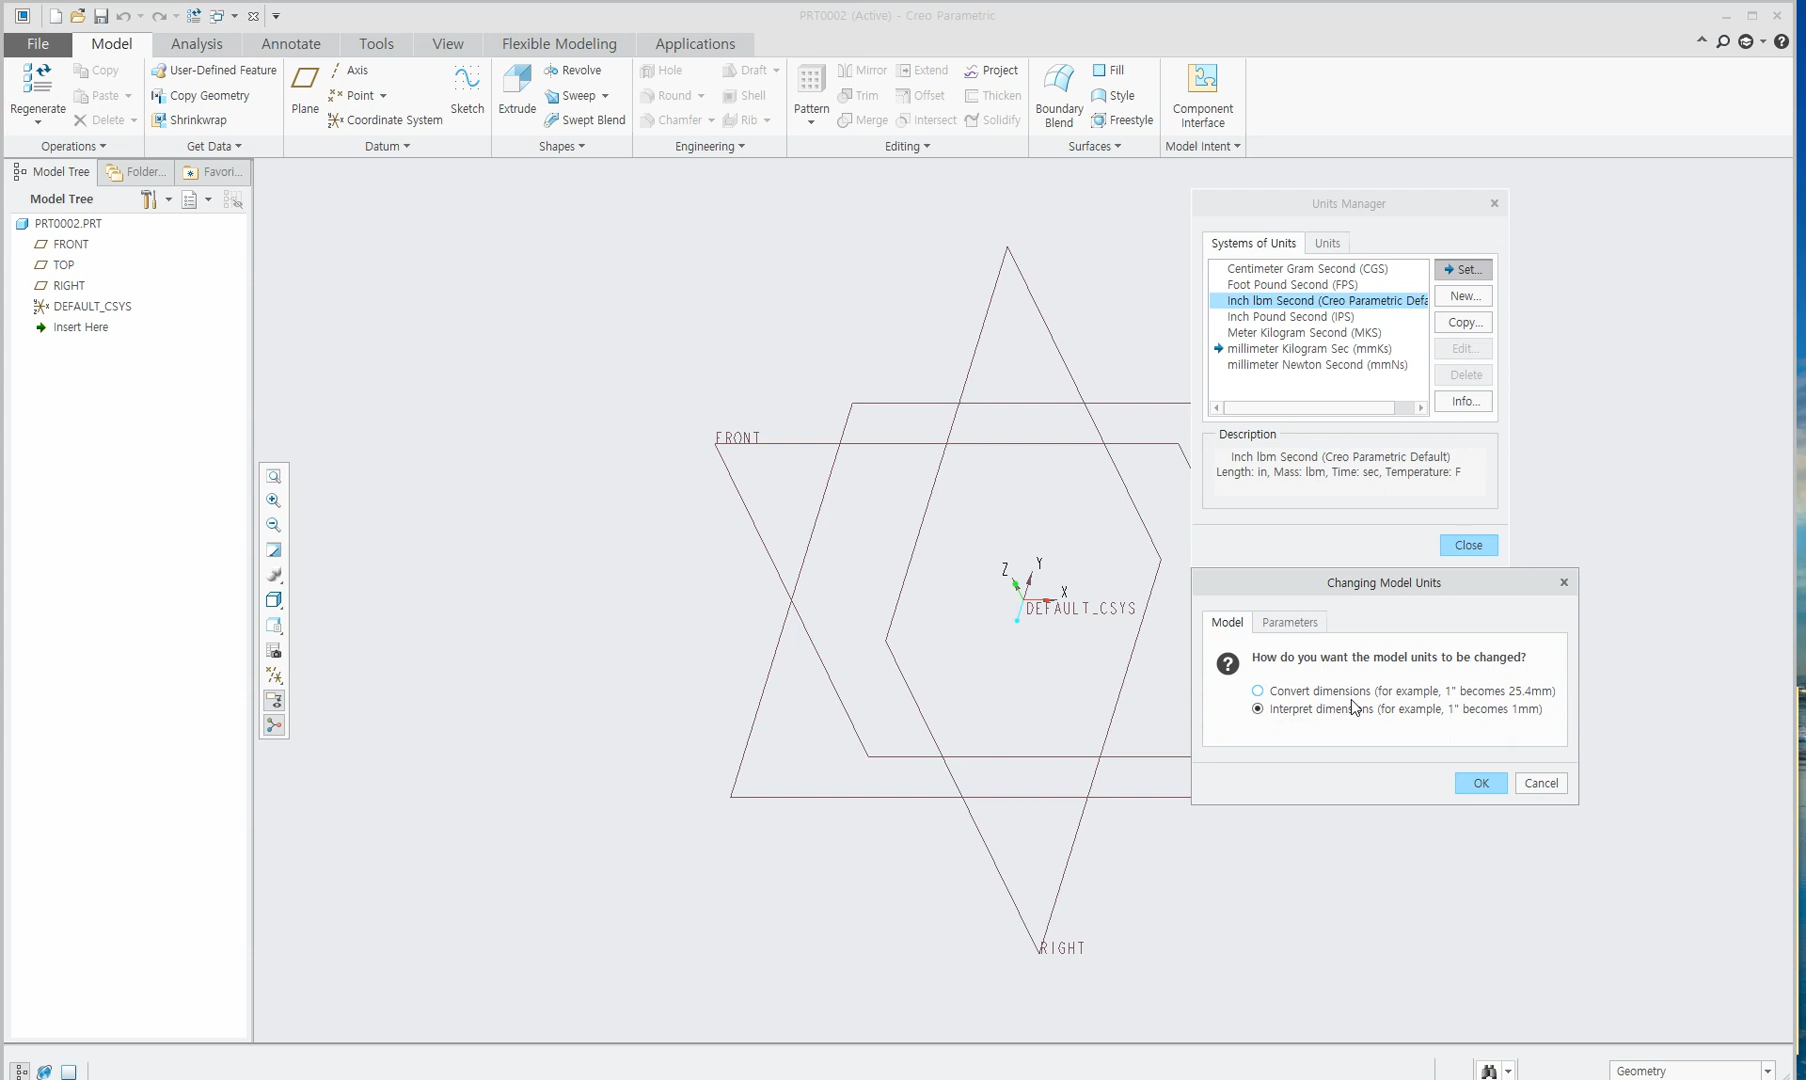 PRT0002 (Active) - Creo Parametric
File Model Analysis Annotate Tools View Flexible Modeling Applications
Regenerate
Copy
Paste
Delete
Operations
User-Defined Feature
Copy Geometry
Shrinkwrap
Get Data
Plane
Axis
Point
Coordinate System
Sketch
Datum
Extrude
Revolve
Sweep
Swept Blend
Shapes
Hole
Round
Chamfer
Draft
Shell
Rib
Engineering
Pattern
Mirror
Trim
Merge
Extend
Offset
Intersect
Project
Thicken
Solidify
Editing
Boundary
Blend
Fill
Style
Freestyle
Surfaces
Component
Interface
Model Intent
Model Tree Folder... Favori...
Model Tree
PRT0002.PRT
FRONT
TOP
RIGHT
DEFAULT_CSYS
Insert Here
FRONT
Z
Y
X
DEFAULT_CSYS
RIGHT
Units Manager
Systems of Units Units
Centimeter Gram Second (CGS)
Foot Pound Second (FPS)
Inch lbm Second (Creo Parametric Defa
Inch Pound Second (IPS)
Meter Kilogram Second (MKS)
millimeter Kilogram Sec (mmKs)
millimeter Newton Second (mmNs)
Set...
New...
Copy...
Edit...
Delete
Info...
Description
Inch lbm Second (Creo Parametric Default)
Length: in, Mass: lbm, Time: sec, Temperature: F
Close
Changing Model Units
Model Parameters
How do you want the model units to be changed?
Convert dimensions (for example, 1" becomes 25.4mm)
Interpret dimensions (for example, 1" becomes 1mm)
OK Cancel
Geometry